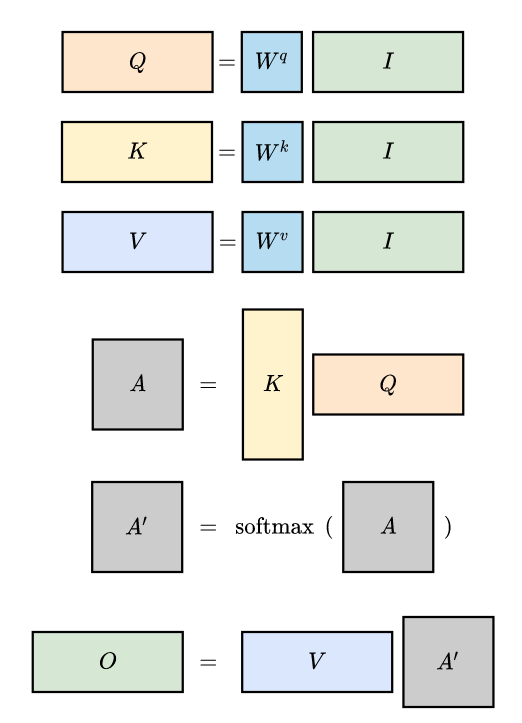 Q = W^q I
K = W^k I
V = W^v I
A = K Q
A' = softmax ( A )
O = V A'